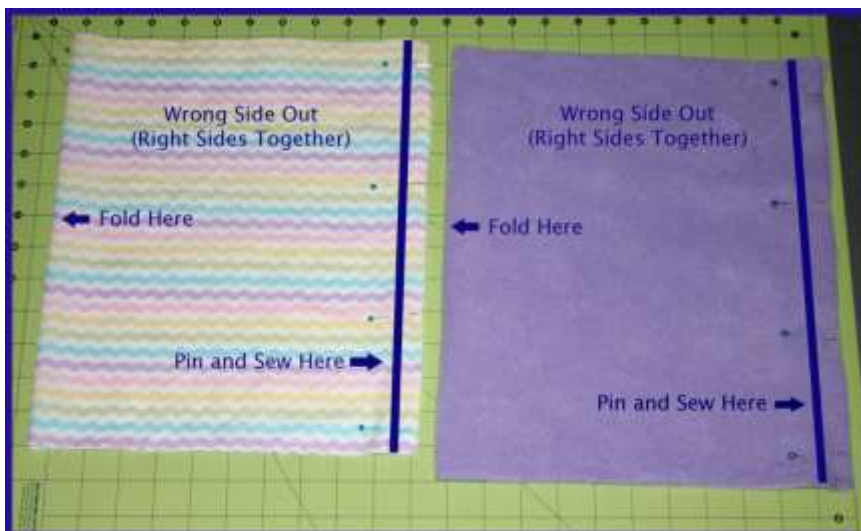 Wrong Side Out
(Right Sides Together)
Fold Here
Pin and Sew Here
Wrong Side Out
(Right Sides Together)
Fold Here
Pin and Sew Here